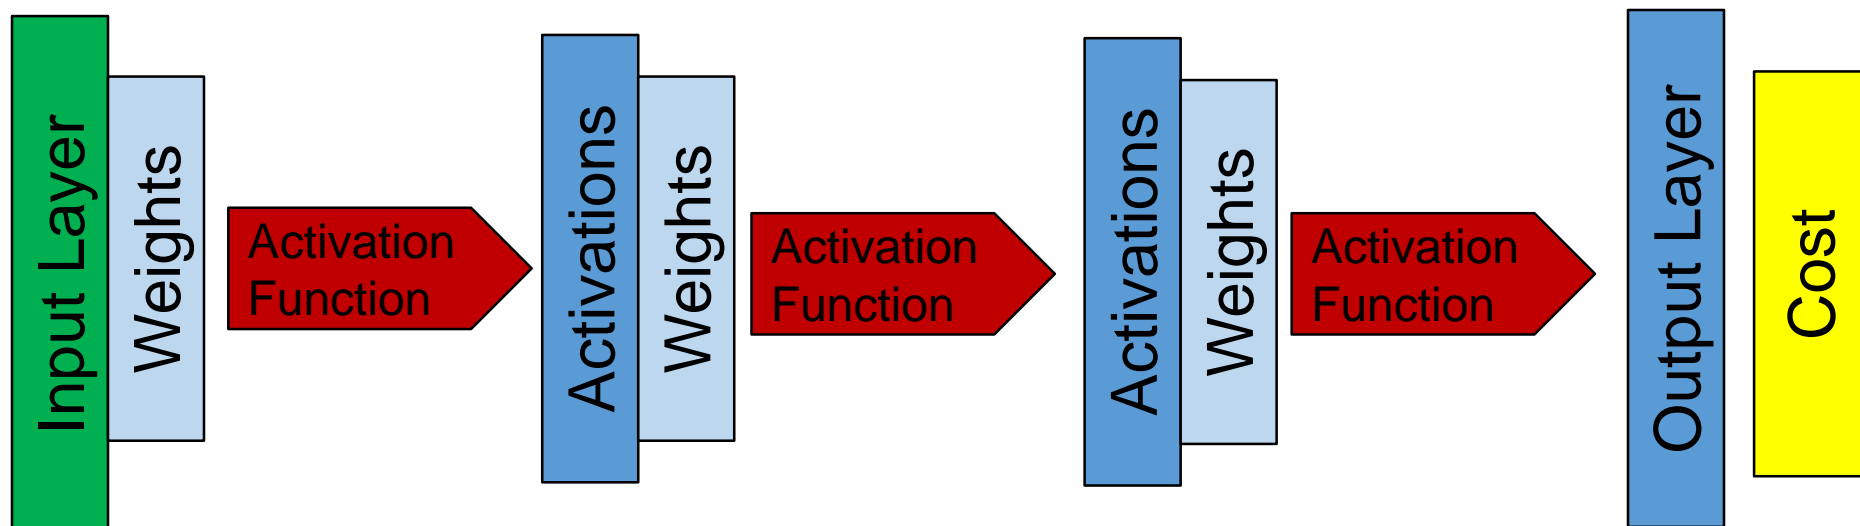 Input Layer
Weights
Activation
Function
Activations
Weights
Activation
Function
Activations
Weights
Activation
Function
Output Layer
Cost